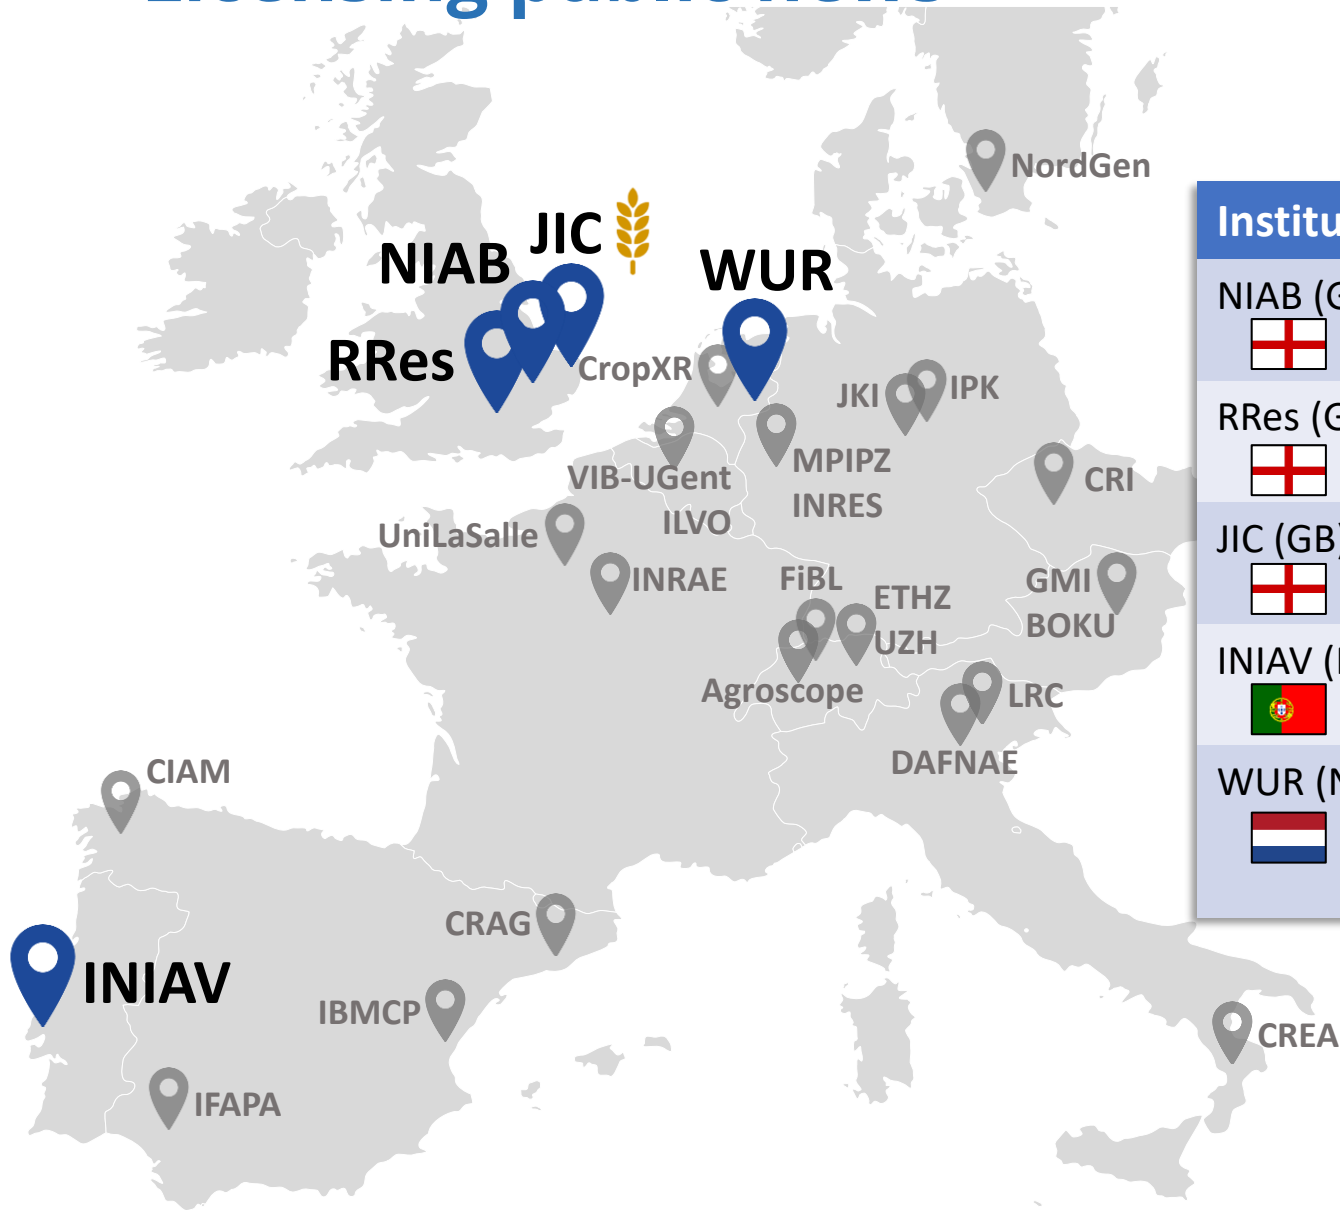 NordGen
JIC
NIAB
WUR
RRes
CropXR
JKI
IPK
VIB-UGent
ILVO
MPIPZ
INRES
CRI
UniLaSalle
INRAE
FiBL
ETHZ
UZH
GMI
BOKU
Agroscope
LRC
DAFNAE
CIAM
CRAG
INIAV
IBMCP
CREA
IFAPA
Institu
NIAB (G
RRes (G
JIC (GB)
INIAV (
WUR (N